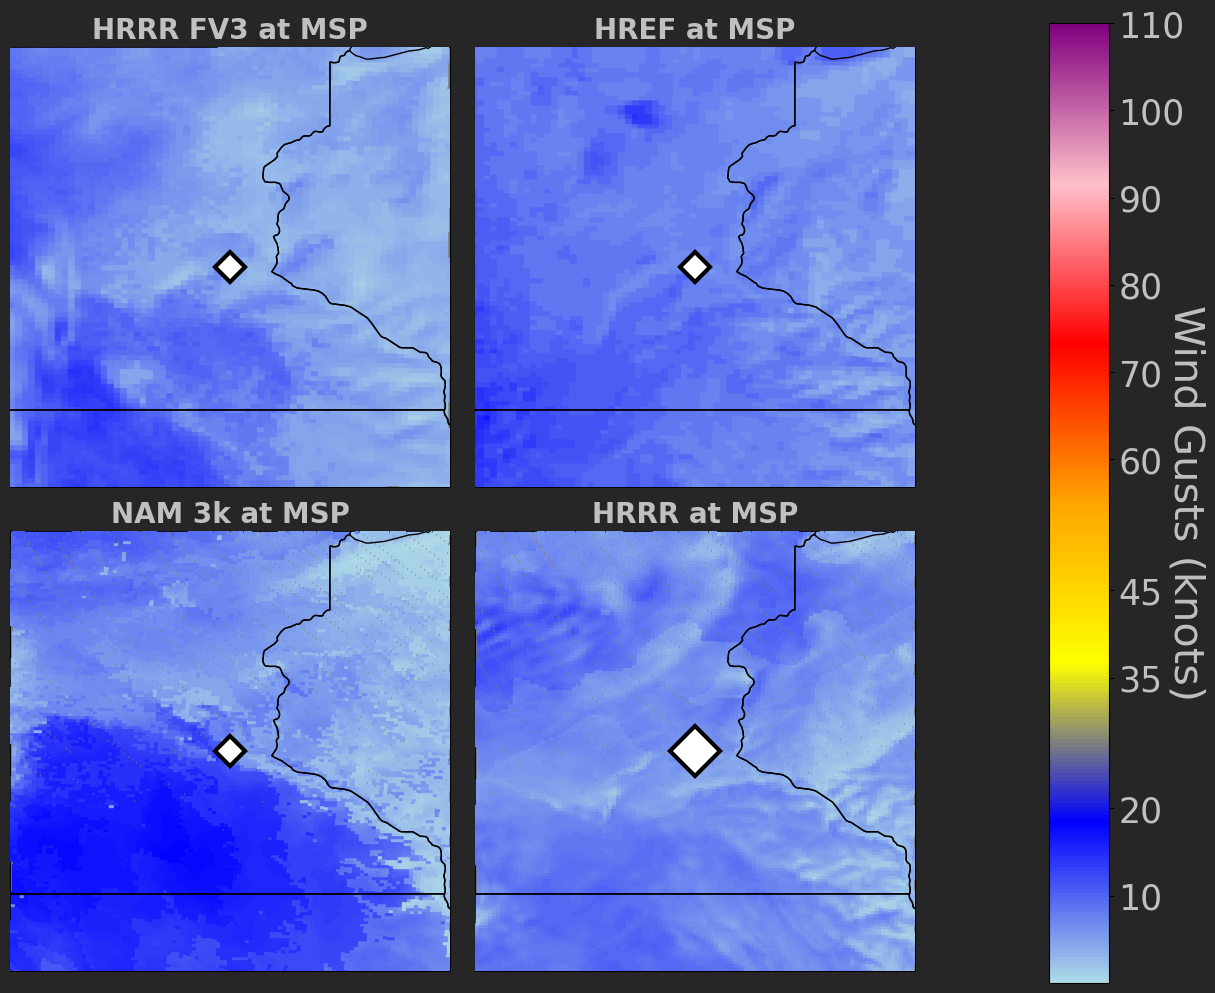 HRRR FV3 at MSP
HREF at MSP
NAM 3k at MSP
HRRR at MSP
110
100
90
80
70
60
45
35
20
10
Wind Gusts (knots)